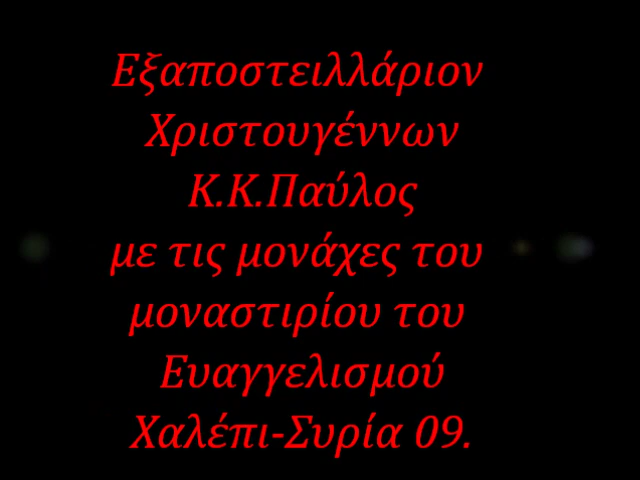 Εξαποστειλλάριον
Χριστουγέννων
Κ.Κ.Παύλος
με τις μονάχες του
μοναστιρίου του
Ευαγγελισμού
Χαλέπι-Συρία 09.